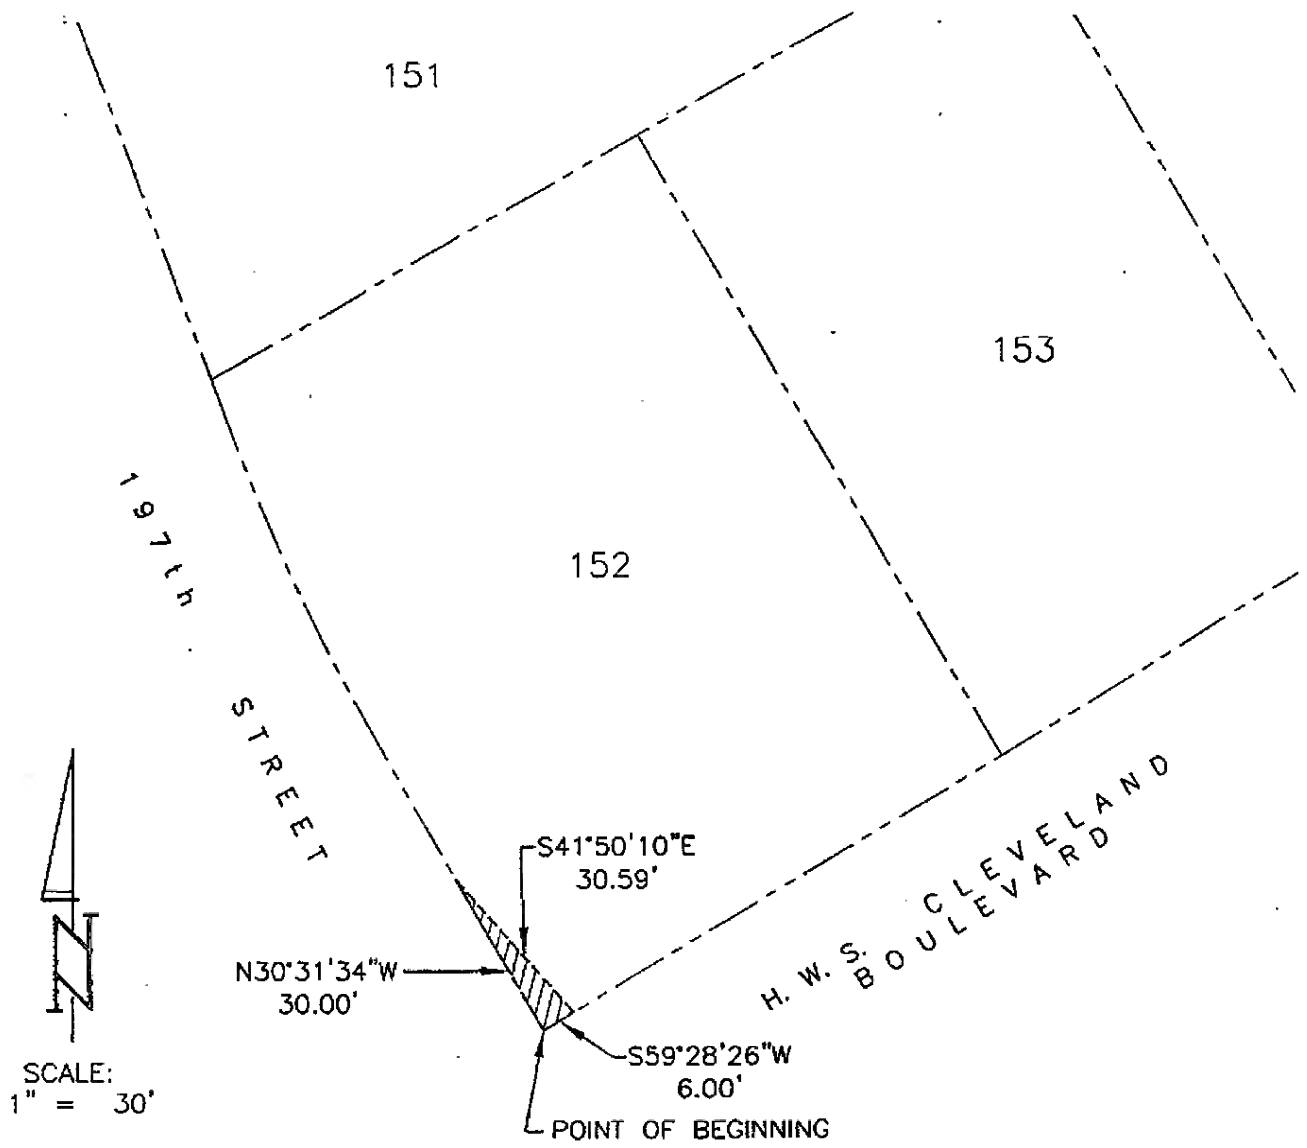 151
153
152
197th STREET
S41°50'10"E
30.59'
H. W. S. CLEVELAND
BOULEVARD
N30°31'34"W
30.00'
S59°28'26"W
6.00'
POINT OF BEGINNING
N
SCALE:
1" = 30'